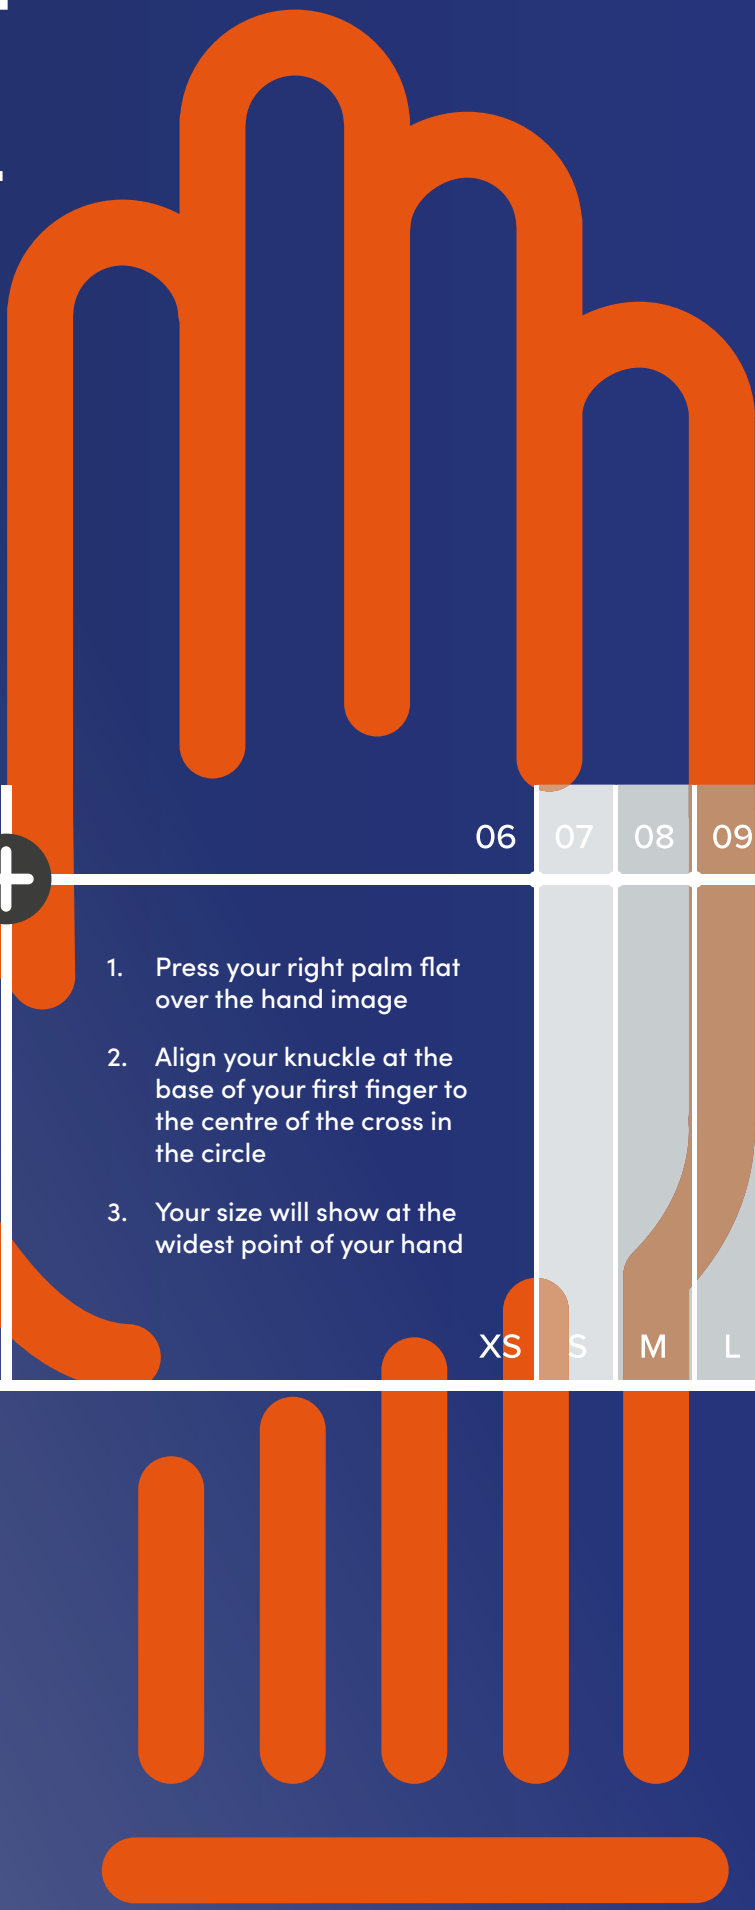 06 07 08 09
1. Press your right palm flat
over the hand image
2. Align your knuckle at the
base of your first finger to
the centre of the cross in
the circle
3. Your size will show at the
widest point of your hand
XS S M L